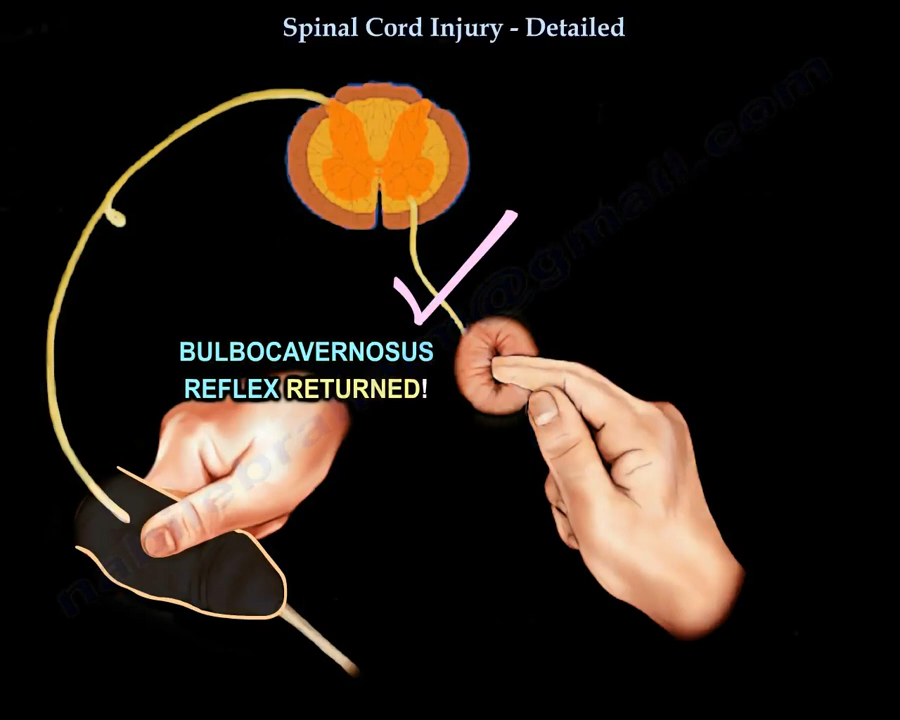 Spinal Cord Injury - Detailed
BULBOCAVERNOSUS
REFLEX RETURNED!